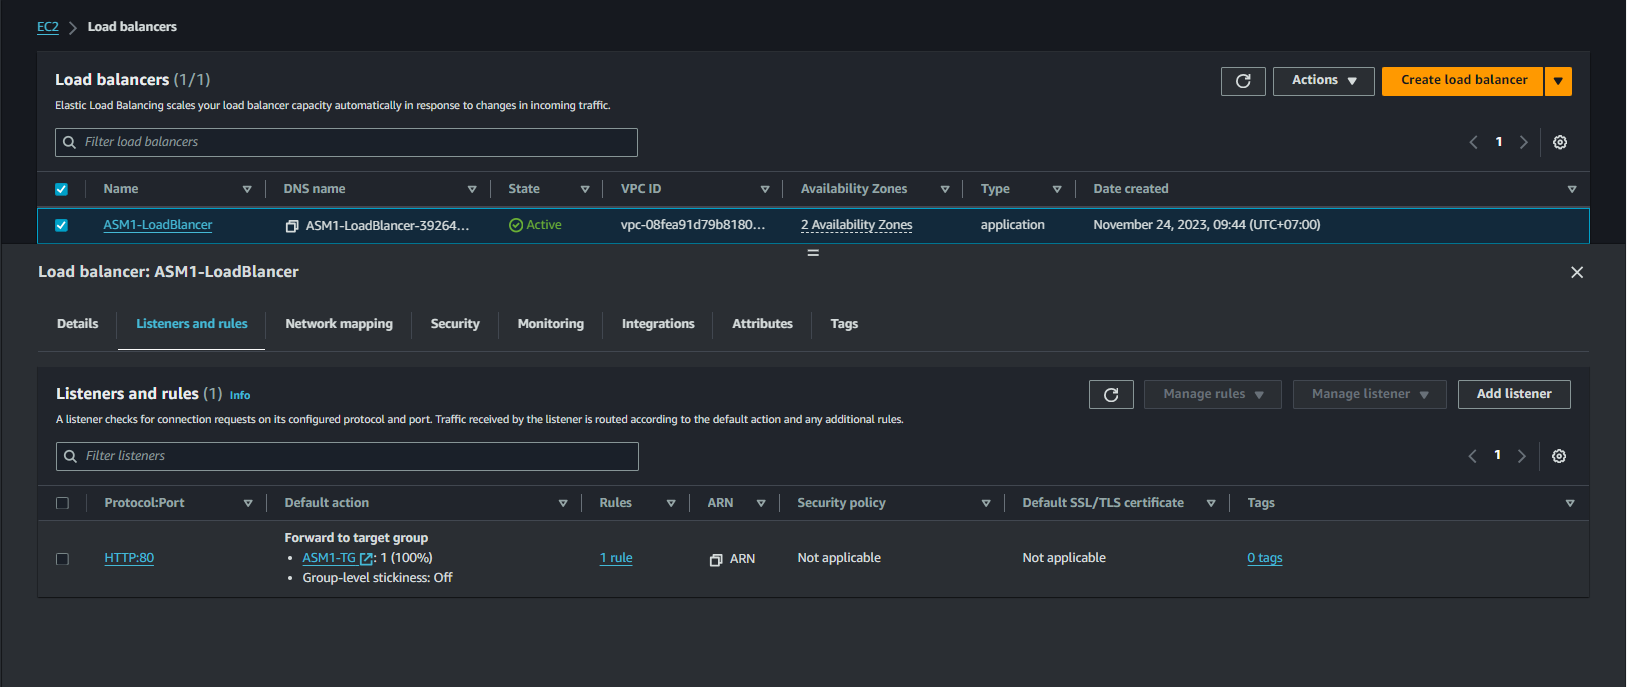 EC2 > Load balancers
Load balancers (1/1)
Actions
Create load balancer
Elastic Load Balancing scales your load balancer capacity automatically in response to changes in incoming traffic.
Filter load balancers
1
Name DNS name State VPC ID Availability Zones Type Date created
ASM1-LoadBlancer ASM1-LoadBlancer-39264... Active vpc-08fea91d79b8180... 2 Availability Zones application November 24, 2023, 09:44 (UTC+07:00)
Load balancer: ASM1-LoadBlancer
Details Listeners and rules Network mapping Security Monitoring Integrations Attributes Tags
Listeners and rules (1) Info
Manage rules
Manage listener
Add listener
A listener checks for connection requests on its configured protocol and port. Traffic received by the listener is routed according to the default action and any additional rules.
Filter listeners
1
Protocol:Port Default action Rules ARN Security policy Default SSL/TLS certificate Tags
HTTP:80
Forward to target group
• ASM1-TG : 1 (100%)
• Group-level stickiness: Off
1 rule
ARN
Not applicable
Not applicable
0 tags